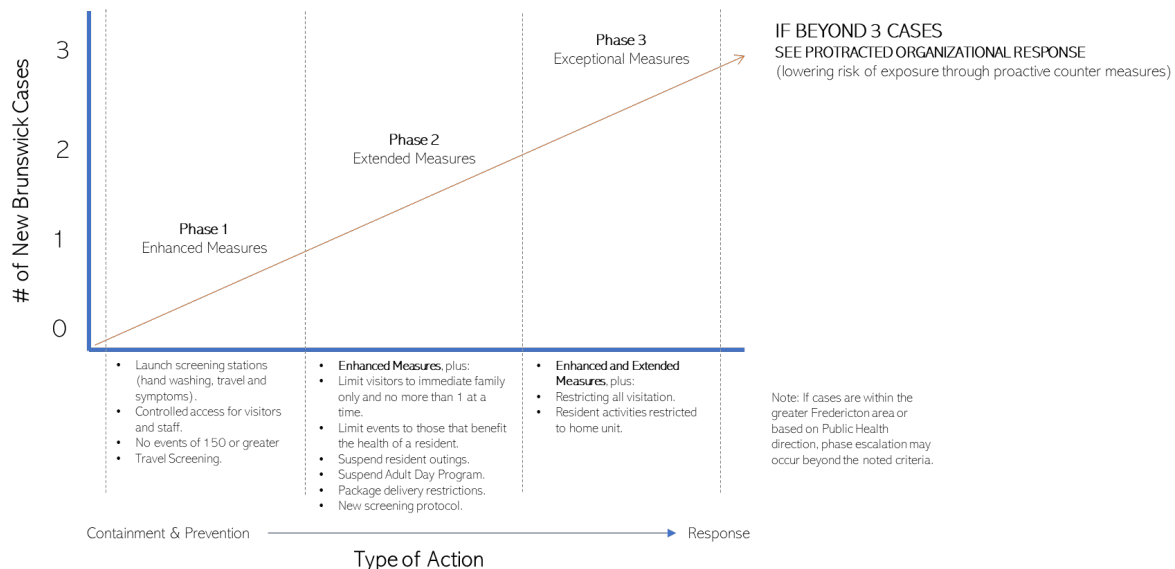 # of New Brunswick Cases
3
2
1
0
Phase 1
Enhanced Measures
Phase 2
Extended Measures
Phase 3
Exceptional Measures
IF BEYOND 3 CASES
SEE PROTRACTED ORGANIZATIONAL RESPONSE
(lowering risk of exposure through proactive counter measures)
• Launch screening stations
(hand washing, travel and
symptoms).
• Controlled access for visitors
and staff.
• No events of 150 or greater
• Travel Screening.
• Enhanced Measures, plus:
• Limit visitors to immediate family
only and no more than 1 at a
time.
• Limit events to those that benefit
the health of a resident.
• Suspend resident outings.
• Suspend Adult Day Program.
• Package delivery restrictions.
• New screening protocol.
• Enhanced and Extended
Measures, plus:
• Restricting all visitation.
• Resident activities restricted
to home unit.
Note: If cases are within the
greater Fredericton area or
based on Public Health
direction, phase escalation may
occur beyond the noted criteria.
Containment & Prevention
Response
Type of Action